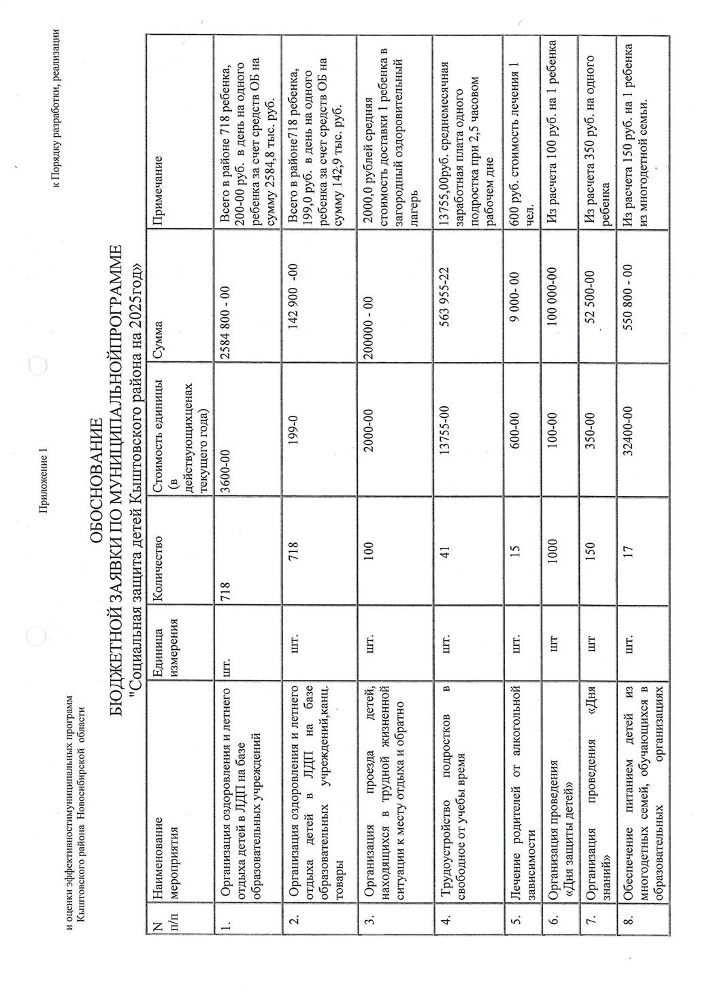 Приложение 1
к Порядку разработки, реализации
и оценки эффективностимуниципальных программ
Кыштовского района Новосибирской области
ОБОСНОВАНИЕ
БЮДЖЕТНОЙ ЗАЯВКИ ПО МУНИЦИПАЛЬНОЙПРОГРАММЕ
"Социальная защита детей Кыштовского района на 2025год»
N
п/п
Наименование
мероприятия
Единица
измерения
Количество
Стоимость единицы
(в
действующихценах
текущего года)
Сумма
Примечание
1.
Организация оздоровления и летнего
отдыха детей в ЛДП на базе
образовательных учреждений
шт.
718
3600-00
2584 800 - 00
Всего в районе 718 ребенка,
200-00 руб. в день на одного
ребенка за счет средств ОБ на
сумму 2584,8 тыс. руб.
2.
Организация оздоровления и летнего
отдыха детей в ЛДП на базе
образовательных учреждений,канц.
товары
шт.
718
199-0
142 900 -00
Всего в районе718 ребенка,
199,0 руб. в день на одного
ребенка за счет средств ОБ на
сумму 142,9 тыс. руб.
3.
Организация проезда детей,
находящихся в трудной жизненной
ситуации к месту отдыха и обратно
шт.
100
2000-00
200000 - 00
2000,0 рублей средняя
стоимость доставки 1 ребенка в
загородный оздоровительный
лагерь
4.
Трудоустройство подростков в
свободное от учебы время
шт.
41
13755-00
563 955-22
13755,00руб. среднемесячная
заработная плата одного
подростка при 2,5 часовом
рабочем дне
5.
Лечение родителей от алкогольной
зависимости
шт.
15
600-00
9 000- 00
600 руб. стоимость лечения 1
чел.
6.
Организация проведения
«Дня защиты детей»
шт
1000
100-00
100 000-00
Из расчета 100 руб. на 1 ребенка
7.
Организация проведения «Дня
знаний»
шт
150
350-00
52 500-00
Из расчета 350 руб. на одного
ребенка
8.
Обеспечение питанием детей из
многодетных семей, обучающихся в
образовательных организациях
шт.
17
32400-00
550 800 - 00
Из расчета 150 руб. на 1 ребенка
из многодетной семьи.